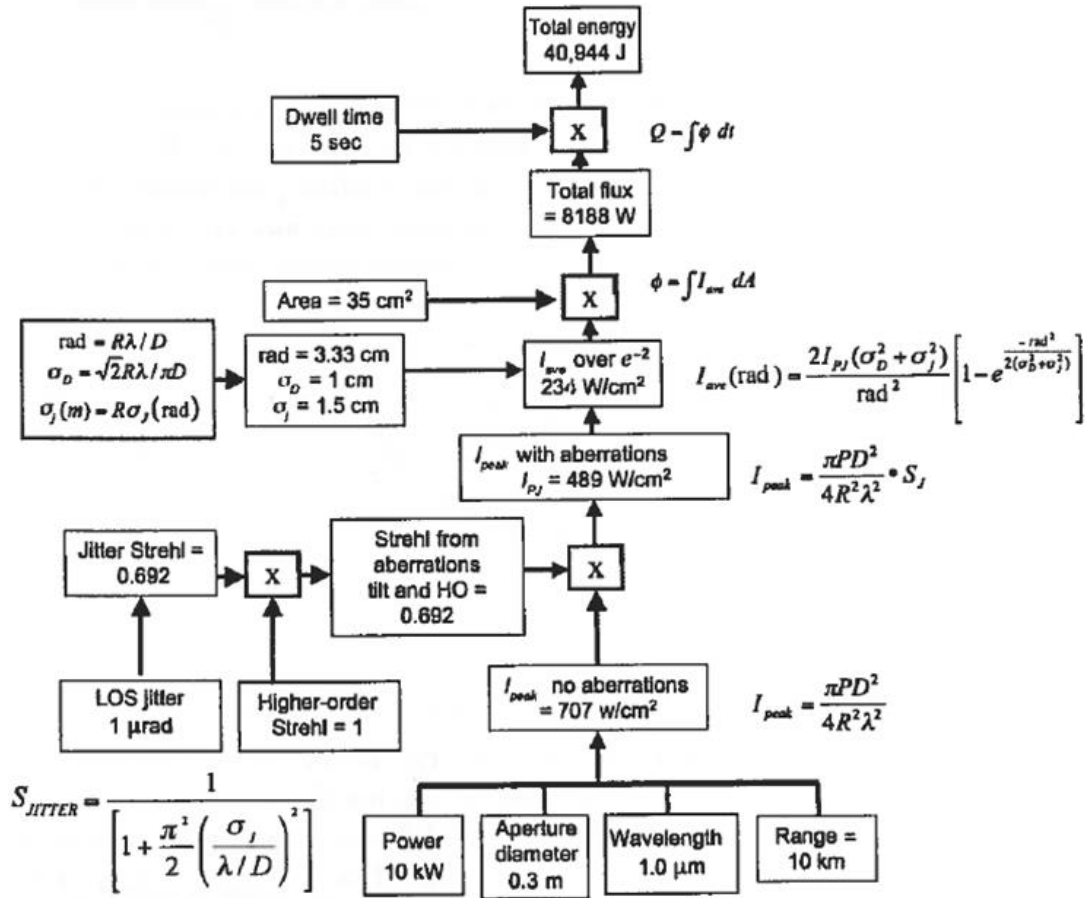 Total energy
40,944 J
Dwell time
5 sec
X
Q = ∫ϕ dt
Total flux
= 8188 W
Area = 35 cm²
X
ϕ = ∫I_ave dA
rad = Rλ / D
σ_D = √2Rλ / πD
σ_j(m) = Rσ_J(rad)
rad = 3.33 cm
σ_D = 1 cm
σ_j = 1.5 cm
I_ave over e⁻²
234 W/cm²
I_ave(rad) = 2I_PJ(σ_D² + σ_j²) / rad² [1 − e^(−rad² / 2(σ_D² + σ_j²))]
I_peak with aberrations
I_PJ = 489 W/cm²
I_peak = πPD² / 4R²λ² • S_J
Jitter Strehl =
0.692
X
Strehl from
aberrations
tilt and HO =
0.692
X
LOS jitter
1 µrad
Higher-order
Strehl = 1
I_peak no aberrations
= 707 w/cm²
I_peak = πPD² / 4R²λ²
S_JITTER = 1 / [1 + π²/2 (σ_J / λ/D)²]
Power
10 kW
Aperture
diameter
0.3 m
Wavelength
1.0 µm
Range =
10 km